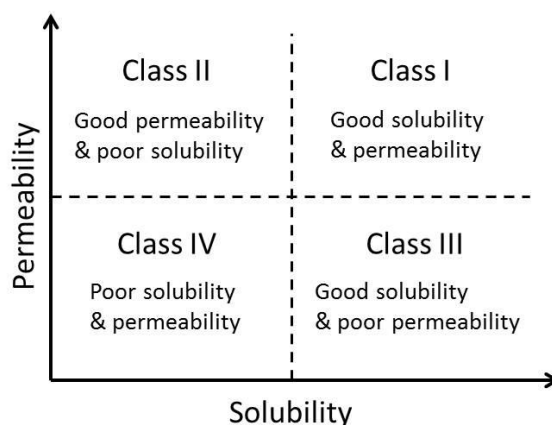 Class II
Good permeability
& poor solubility
Class I
Good solubility
& permeability
Class IV
Poor solubility
& permeability
Class III
Good solubility
& poor permeability
Permeability
Solubility